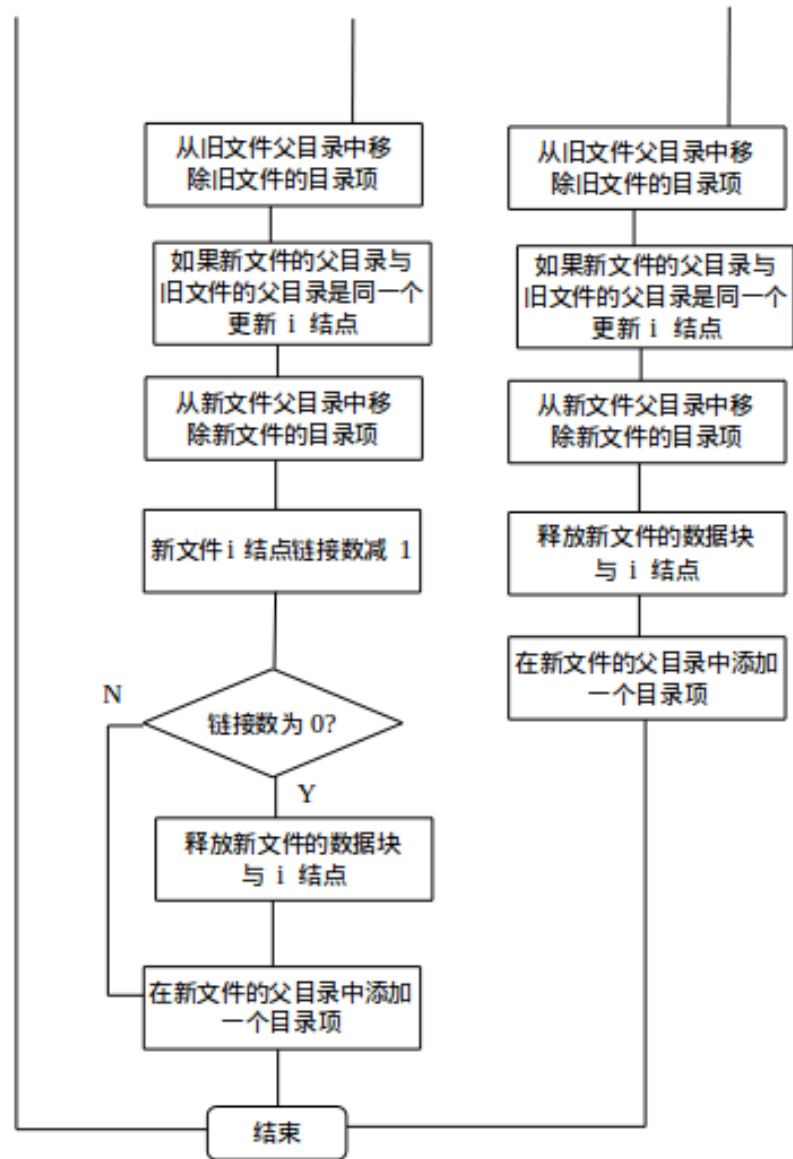 从旧文件父目录中移
除旧文件的目录项
如果新文件的父目录与
旧文件的父目录是同一个
更新 i 结点
从新文件父目录中移
除新文件的目录项
新文件 i 结点链接数减 1
链接数为 0?
N
Y
释放新文件的数据块
与 i 结点
在新文件的父目录中添加
一个目录项
从旧文件父目录中移
除旧文件的目录项
如果新文件的父目录与
旧文件的父目录是同一个
更新 i 结点
从新文件父目录中移
除新文件的目录项
释放新文件的数据块
与 i 结点
在新文件的父目录中添加
一个目录项
结束